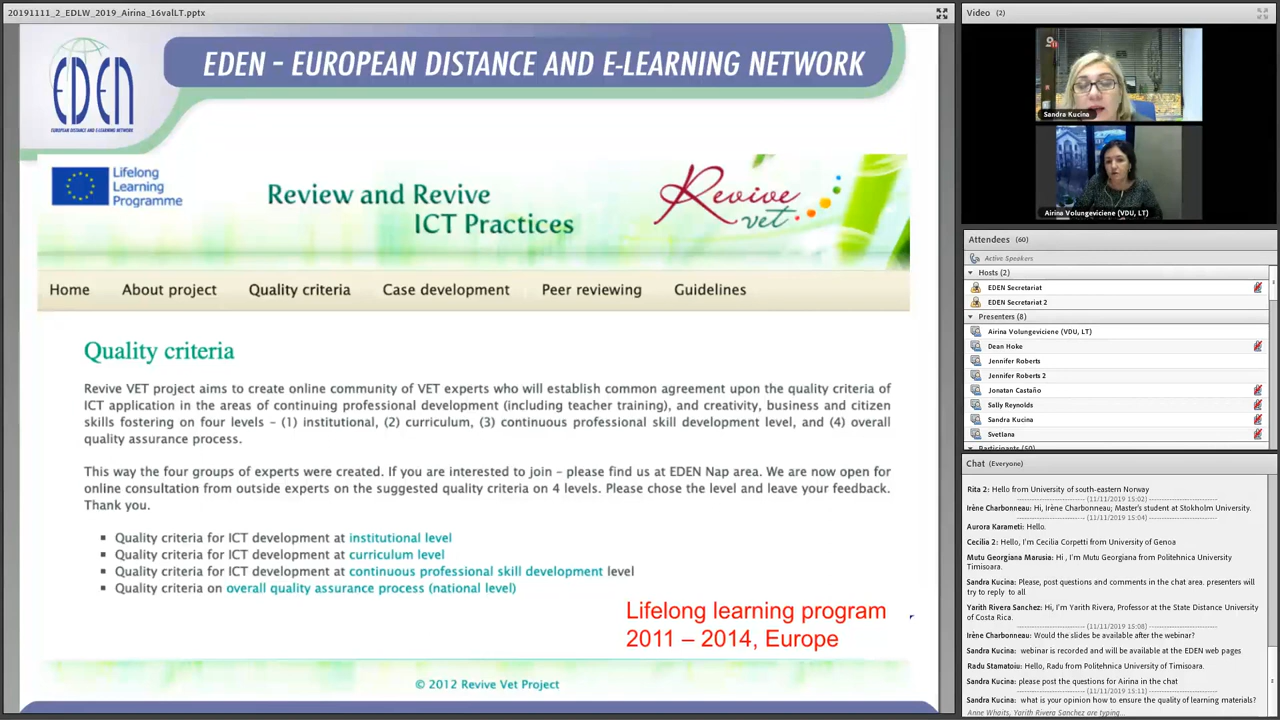 20191111_2_EDLW_2019_Airina_16valLT.pptx
EDEN
EUROPEAN DISTANCE AND E-LEARNING NETWORK
EDEN - EUROPEAN DISTANCE AND E-LEARNING NETWORK
Lifelong
Learning
Programme
Review and Revive
ICT Practices
Revive
vet
Home About project Quality criteria Case development Peer reviewing Guidelines
Quality criteria
Revive VET project aims to create online community of VET experts who will establish common agreement upon the quality criteria of
ICT application in the areas of continuing professional development (including teacher training), and creativity, business and citizen
skills fostering on four levels – (1) institutional, (2) curriculum, (3) continuous professional skill development level, and (4) overall
quality assurance process.
This way the four groups of experts were created. If you are interested to join – please find us at EDEN Nap area. We are now open for
online consultation from outside experts on the suggested quality criteria on 4 levels. Please chose the level and leave your feedback.
Thank you.
Quality criteria for ICT development at institutional level
Quality criteria for ICT development at curriculum level
Quality criteria for ICT development at continuous professional skill development level
Quality criteria on overall quality assurance process (national level)
Lifelong learning program
2011 – 2014, Europe
© 2012 Revive Vet Project
Video (2)
Sandra Kucina
Airina Volungeviciene (VDU, LT)
Attendees (60)
Active Speakers
Hosts (2)
EDEN Secretariat
EDEN Secretariat 2
Presenters (8)
Airina Volungeviciene (VDU, LT)
Dean Hoke
Jennifer Roberts
Jennifer Roberts 2
Jonatan Castaño
Sally Reynolds
Sandra Kucina
Svetlana
Participants (50)
Chat (Everyone)
Rita 2: Hello from University of south-eastern Norway
(11/11/2019 15:02)
Irène Charbonneau: Hi, Irène Charbonneau; Master's student at Stokholm University.
(11/11/2019 15:04)
Aurora Karameti: Hello.
Cecilia 2: Hello, I'm Cecilia Corpetti from University of Genoa
Mutu Georgiana Marusia: Hi , I'm Mutu Georgiana from Politehnica University
Timisoara.
Sandra Kucina: Please, post questions and comments in the chat area. presenters will
try to reply to all
Yarith Rivera Sanchez: Hi, I'm Yarith Rivera, Professor at the State Distance University
of Costa Rica.
(11/11/2019 15:08)
Irène Charbonneau: Would the slides be available after the webinar?
Sandra Kucina: webinar is recorded and will be available at the EDEN web pages
Radu Stamatoiu: Hello, Radu from Politehnica University of Timisoara.
Sandra Kucina: please post the questions for Airina in the chat
(11/11/2019 15:11)
Sandra Kucina: what is your opinion how to ensure the quality of learning materials?
Anne Whaits, Yarith Rivera Sanchez are typing...